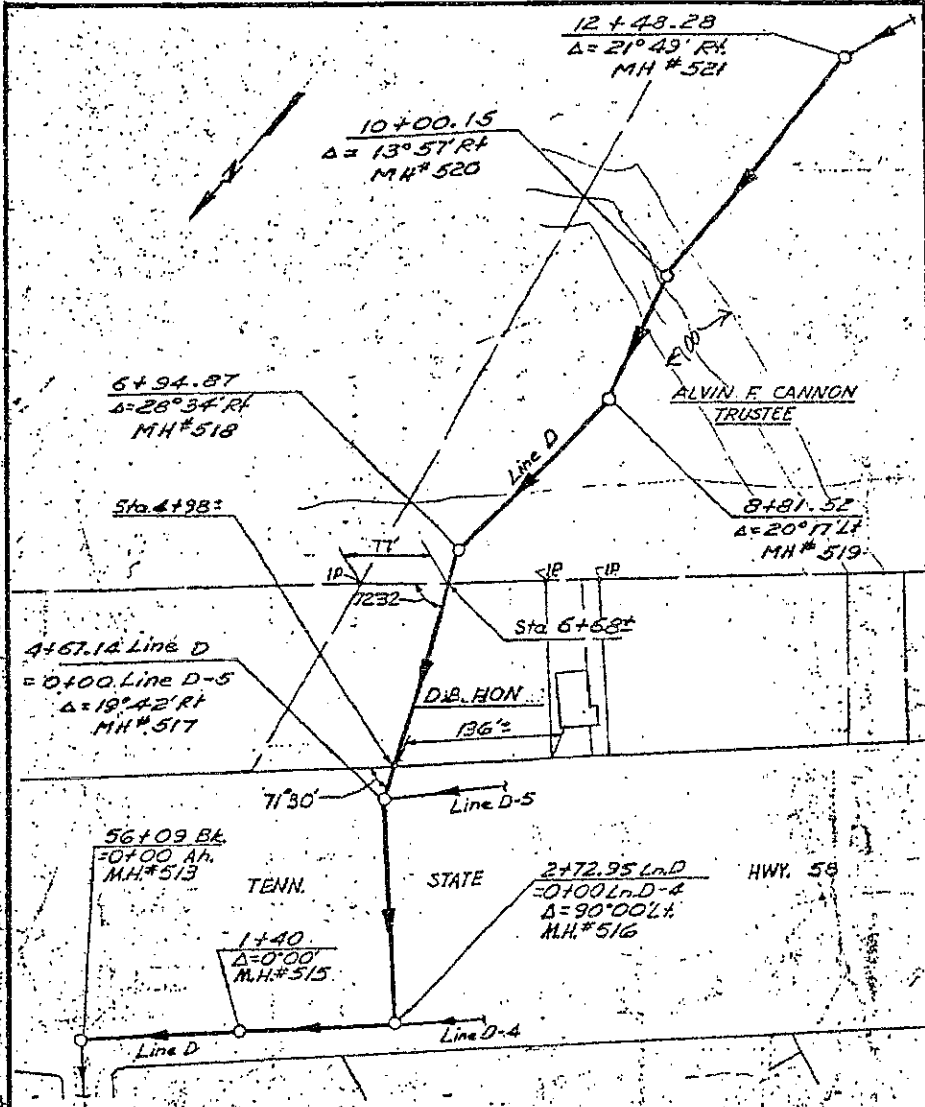 12+48.28
Δ=21°49' Rt.
MH #521
10+00.15
Δ= 13°57' Rt
MH# 520
N
100'
6+94.87
Δ=28°34' Rt
MH#518
ALVIN F. CANNON
TRUSTEE
Line D
Sta. 4+98±
8+81.52
Δ=20°17' Lt
MH# 519
77'
IP
IP
IP
7232
Sta 6+68±
4+67.14 Line D
=0+00 Line D-5
Δ=19°42' Rt
MH#517
D.B. HON
136'±
71°30'
Line D-5
56+09 Bk.
=0+00 Ah.
M.H.#513
TENN.
STATE
2+72.95 Ln.D
=0+00 Ln.D-4
Δ=90°00' Lt.
M.H.#516
HWY. 58
1+40
Δ=0°00'
M.H.#515
Line D
Line D-4